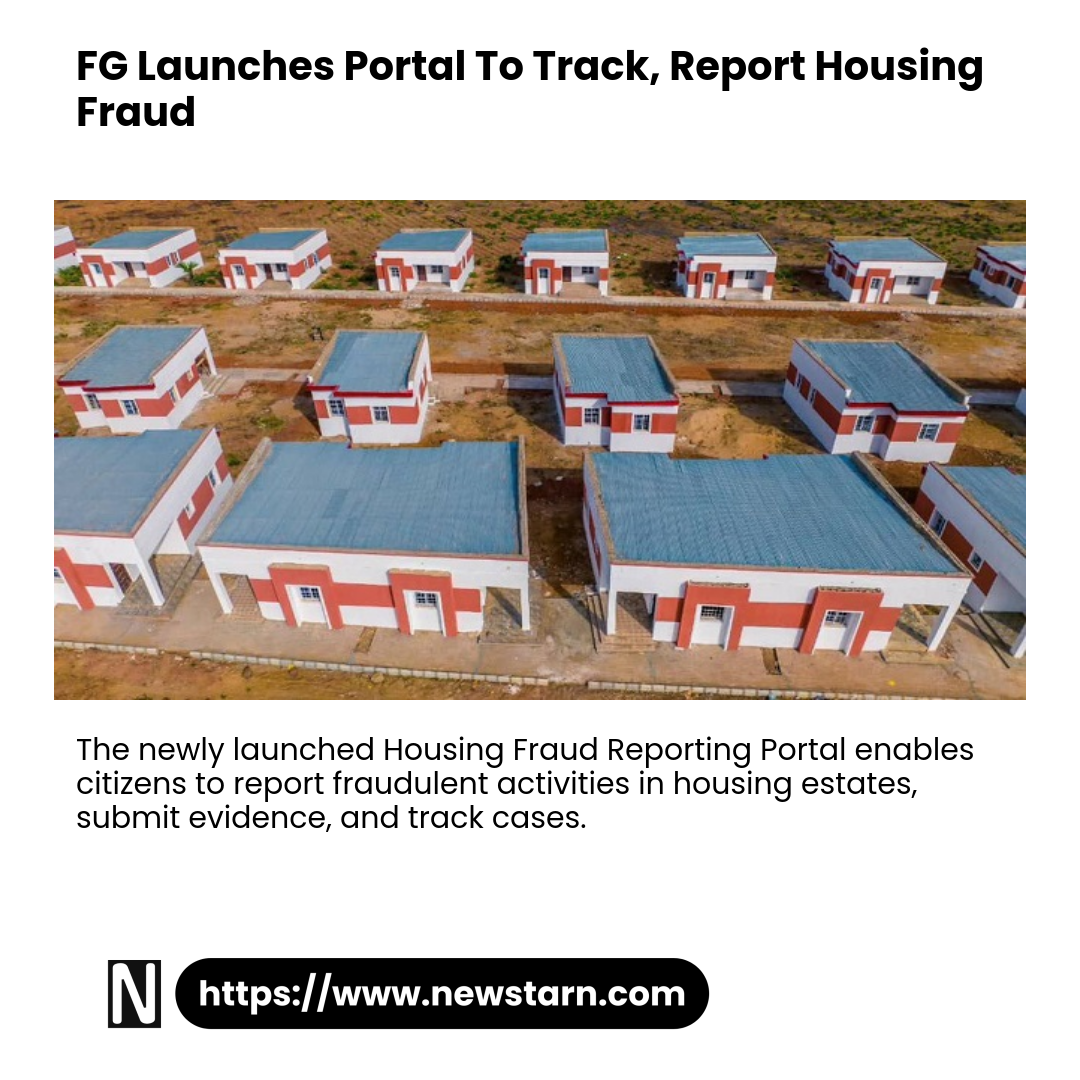 FG Launches Portal To Track, Report Housing
Fraud
The newly launched Housing Fraud Reporting Portal enables
citizens to report fraudulent activities in housing estates,
submit evidence, and track cases.
N
https://www.newstarn.com